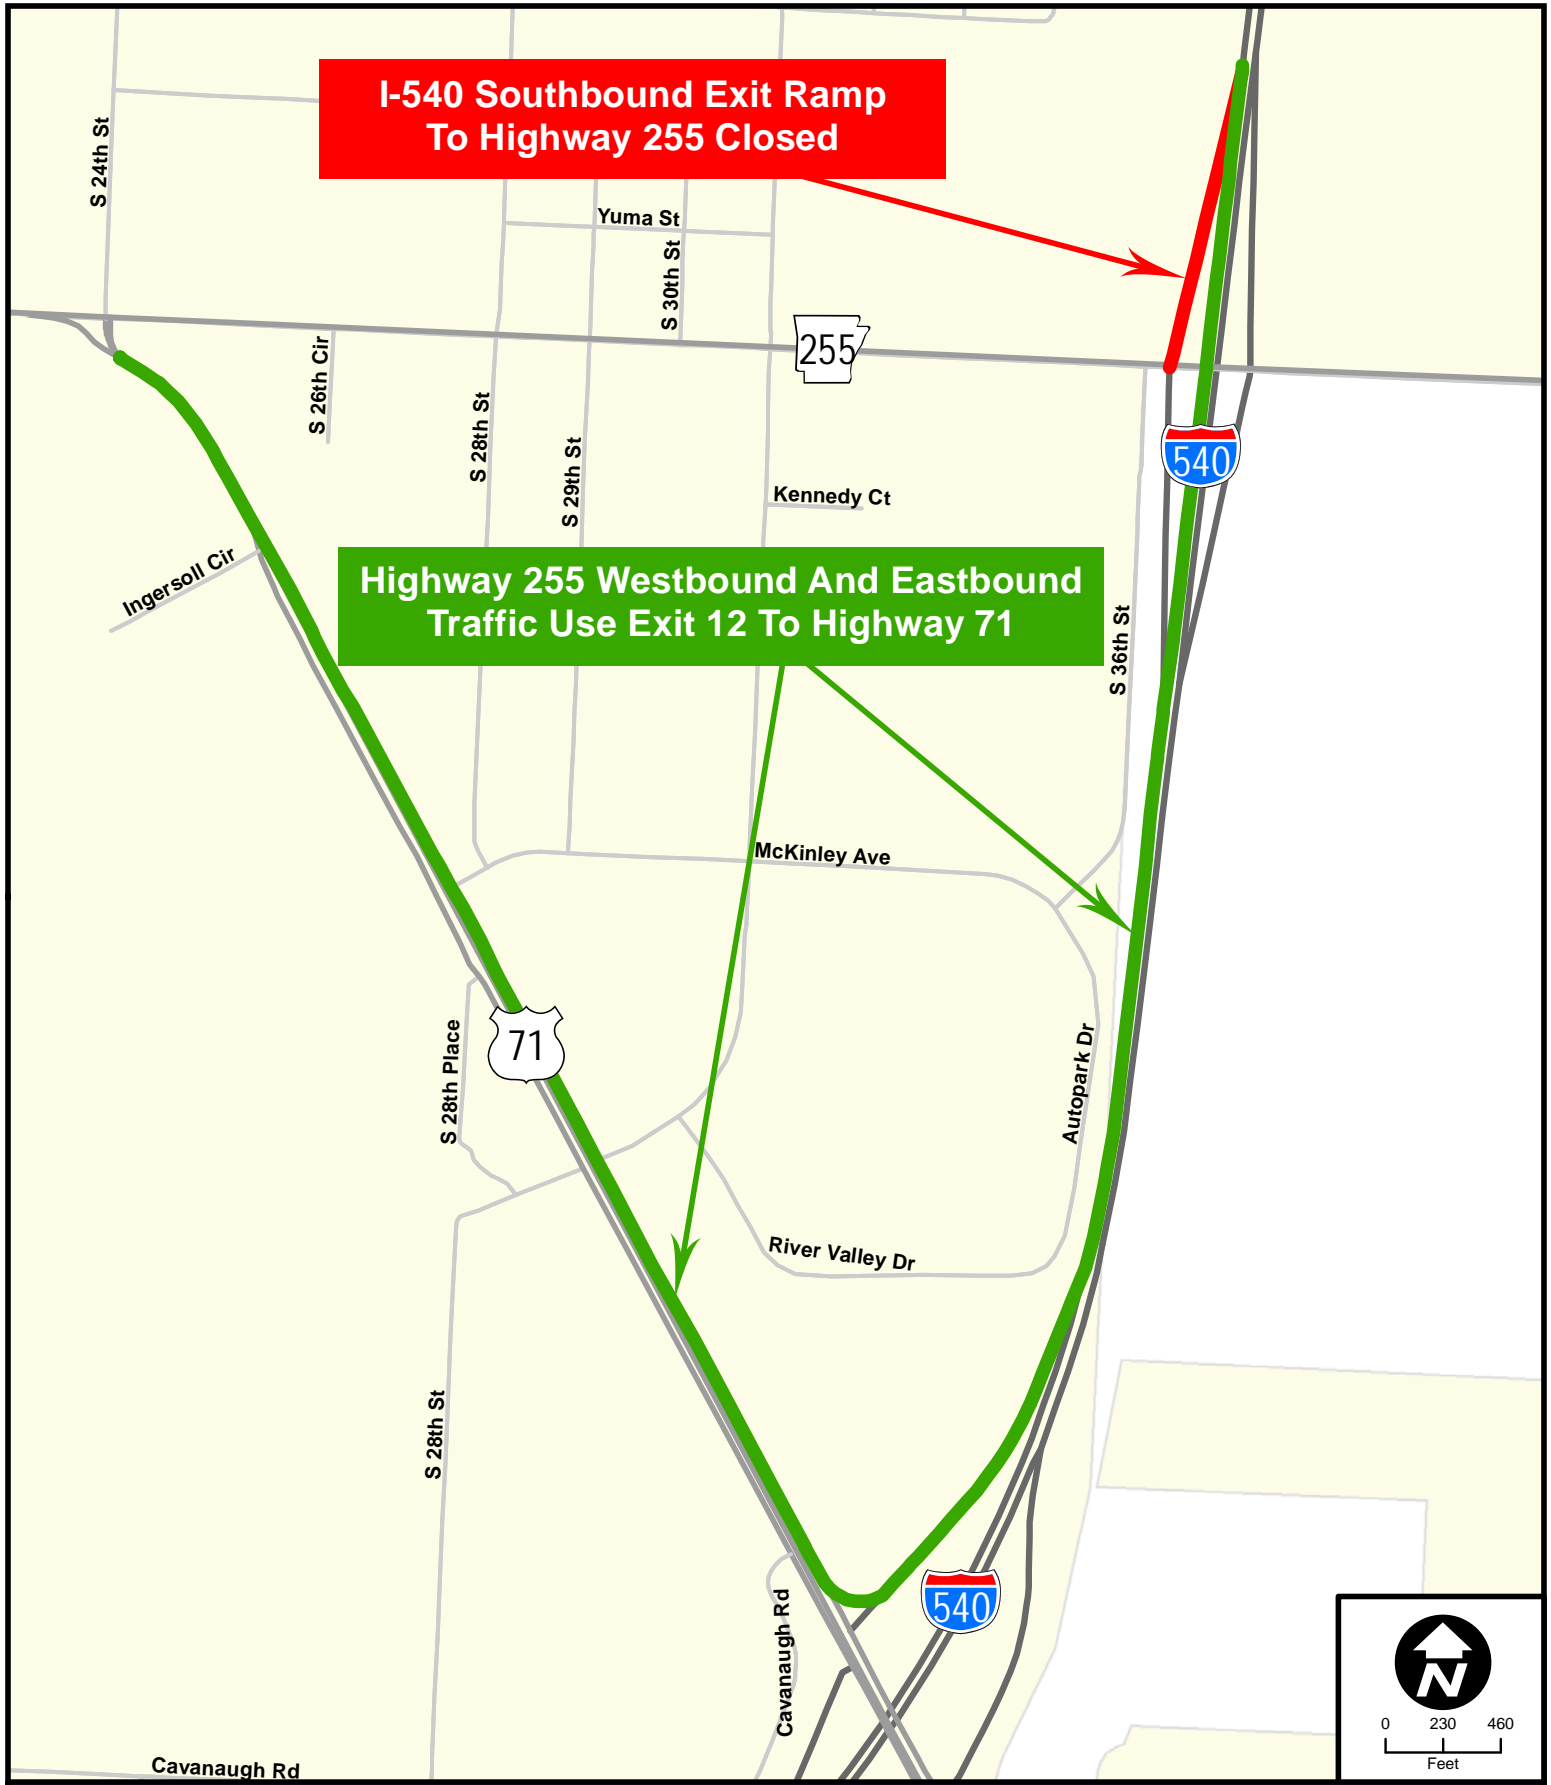 I-540 Southbound Exit Ramp
To Highway 255 Closed
S 24th St
Yuma St
S 30th St
255
S 26th Cir
S 28th St
S 29th St
540
Kennedy Ct
Ingersoll Cir
Highway 255 Westbound And Eastbound
Traffic Use Exit 12 To Highway 71
S 36th St
McKinley Ave
71
S 28th Place
Autopark Dr
River Valley Dr
S 28th St
540
Cavanaugh Rd
Cavanaugh Rd
N
0 230 460
Feet